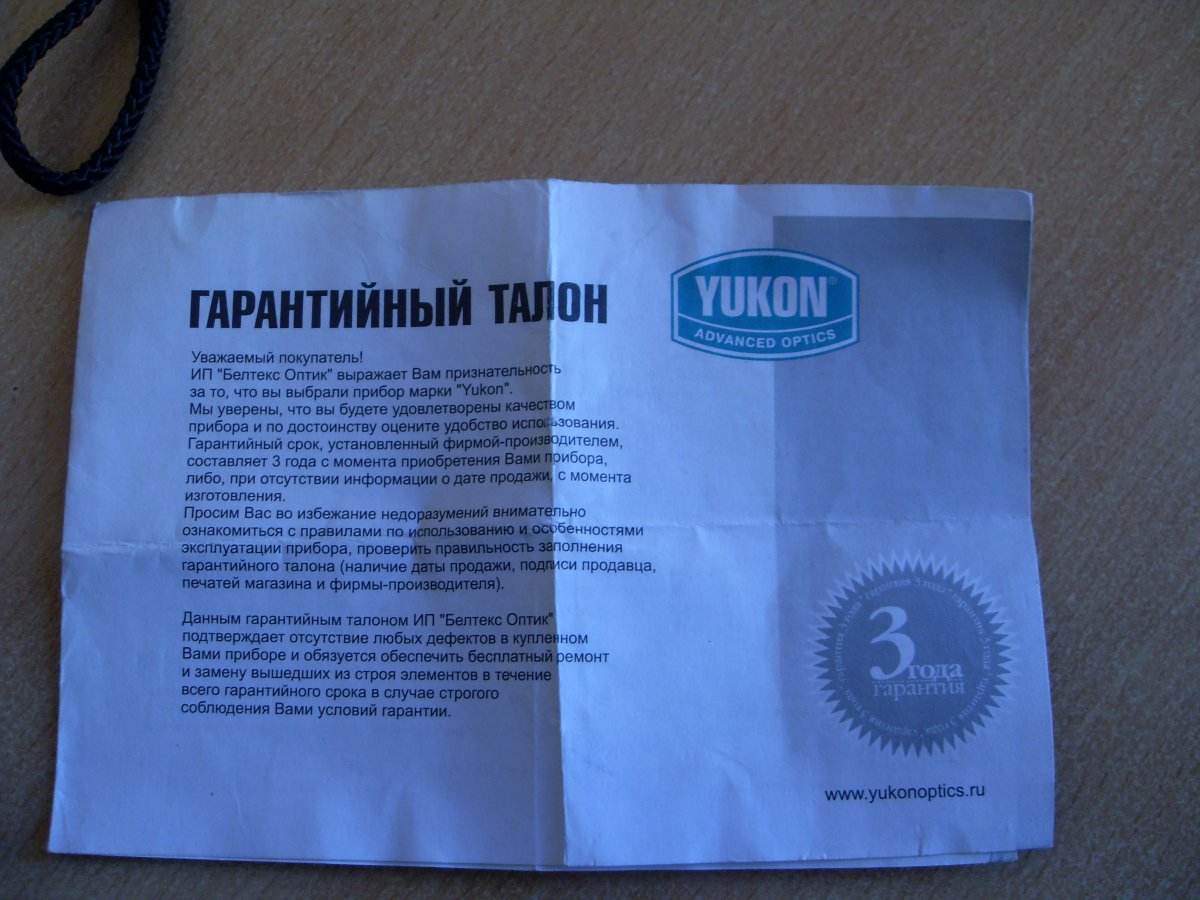 ГАРАНТИЙНЫЙ ТАЛОН
Уважаемый покупатель!
ИП "Белтекс Оптик" выражает Вам признательность
за то, что вы выбрали прибор марки "Yukon".
Мы уверены, что вы будете удовлетворены качеством
прибора и по достоинству оцените удобство использования.
Гарантийный срок, установленный фирмой-производителем,
составляет 3 года с момента приобретения Вами прибора,
либо, при отсутствии информации о дате продажи, с момента
изготовления.
Просим Вас во избежание недоразумений внимательно
ознакомиться с правилами по использованию и особенностями
эксплуатации прибора, проверить правильность заполнения
гарантийного талона (наличие даты продажи, подписи продавца,
печатей магазина и фирмы-производителя).
Данным гарантийным талоном ИП "Белтекс Оптик"
подтверждает отсутствие любых дефектов в купленном
Вами приборе и обязуется обеспечить бесплатный ремонт
и замену вышедших из строя элементов в течение
всего гарантийного срока в случае строгого
соблюдения Вами условий гарантии.
YUKON®
ADVANCED OPTICS
3 года
гарантия
www.yukonoptics.ru